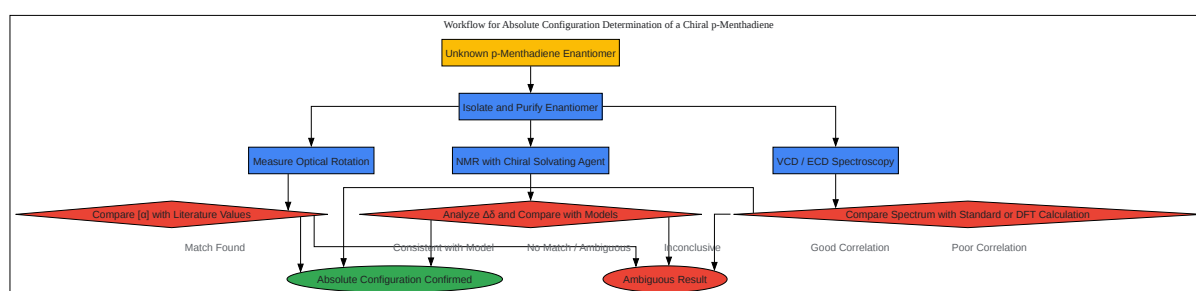 Workflow for Absolute Configuration Determination of a Chiral p-Menthadiene
Unknown p-Menthadiene Enantiomer
Isolate and Purify Enantiomer
Measure Optical Rotation
NMR with Chiral Solvating Agent
VCD / ECD Spectroscopy
Compare [α] with Literature Values
Analyze Δδ and Compare with Models
Compare Spectrum with Standard or DFT Calculation
Match Found
Consistent with Model
No Match / Ambiguous
Inconclusive
Good Correlation
Poor Correlation
Absolute Configuration Confirmed
Ambiguous Result